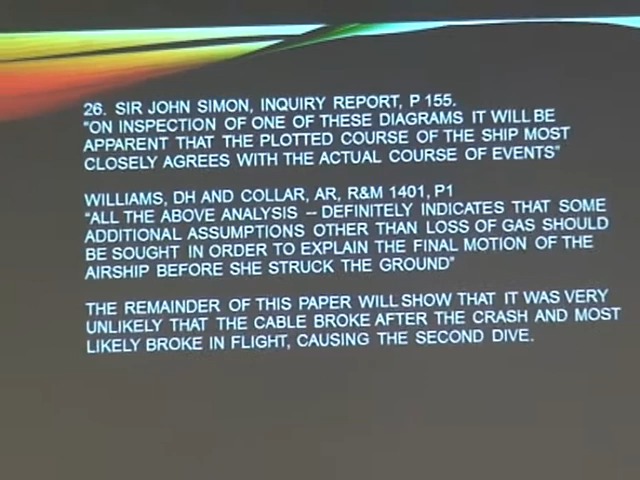 26. SIR JOHN SIMON, INQUIRY REPORT, P 155.
"ON INSPECTION OF ONE OF THESE DIAGRAMS IT WILL BE
APPARENT THAT THE PLOTTED COURSE OF THE SHIP MOST
CLOSELY AGREES WITH THE ACTUAL COURSE OF EVENTS"
WILLIAMS, DH AND COLLAR, AR, R&M 1401, P1
"ALL THE ABOVE ANALYSIS – DEFINITELY INDICATES THAT SOME
ADDITIONAL ASSUMPTIONS OTHER THAN LOSS OF GAS SHOULD
BE SOUGHT IN ORDER TO EXPLAIN THE FINAL MOTION OF THE
AIRSHIP BEFORE SHE STRUCK THE GROUND"
THE REMAINDER OF THIS PAPER WILL SHOW THAT IT WAS VERY
UNLIKELY THAT THE CABLE BROKE AFTER THE CRASH AND MOST
LIKELY BROKE IN FLIGHT, CAUSING THE SECOND DIVE.